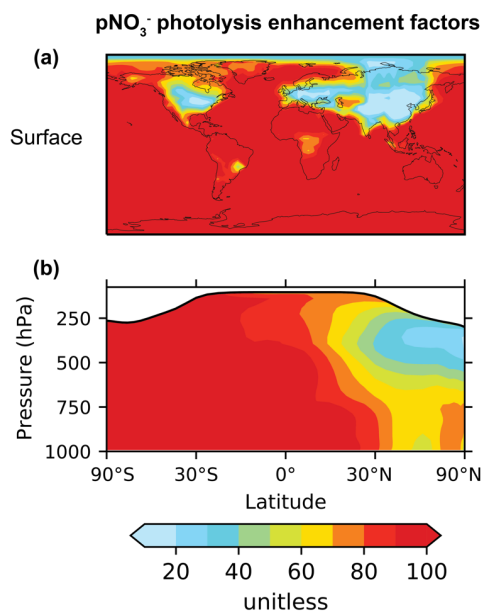 pNO₃⁻ photolysis enhancement factors
(a)
Surface
(b)
Pressure (hPa)
250
500
750
1000
90°S 30°S 0° 30°N 90°N
Latitude
20 40 60 80 100
unitless